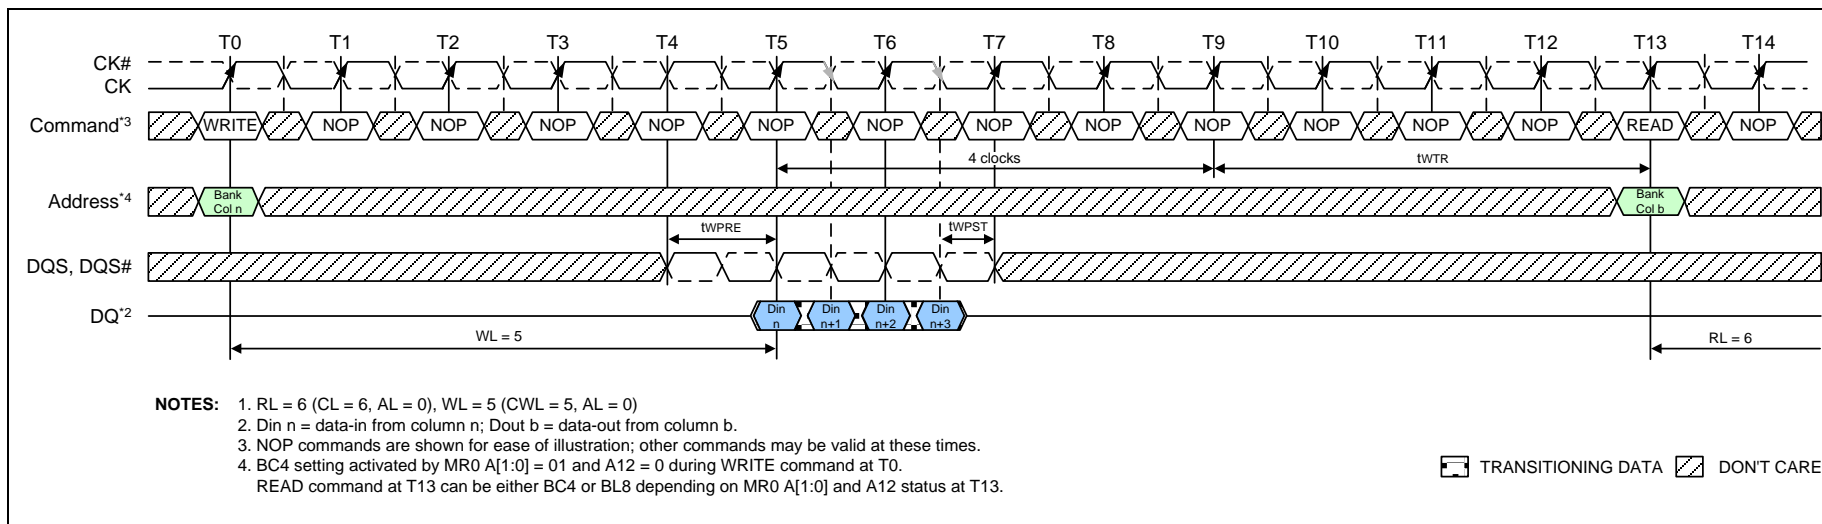 T0 T1 T2 T3 T4 T5 T6 T7 T8 T9 T10 T11 T12 T13 T14
CK#
CK
Command*3 WRITE NOP NOP NOP NOP NOP NOP NOP NOP NOP NOP NOP NOP READ NOP
4 clocks tWTR
Address*4 Bank Col n Bank Col b
tWPRE tWPST
DQS, DQS#
DQ*2 Din n Din n+1 Din n+2 Din n+3
WL = 5 RL = 6
NOTES: 1. RL = 6 (CL = 6, AL = 0), WL = 5 (CWL = 5, AL = 0)
2. Din n = data-in from column n; Dout b = data-out from column b.
3. NOP commands are shown for ease of illustration; other commands may be valid at these times.
4. BC4 setting activated by MR0 A[1:0] = 01 and A12 = 0 during WRITE command at T0.
READ command at T13 can be either BC4 or BL8 depending on MR0 A[1:0] and A12 status at T13.
TRANSITIONING DATA DON'T CARE